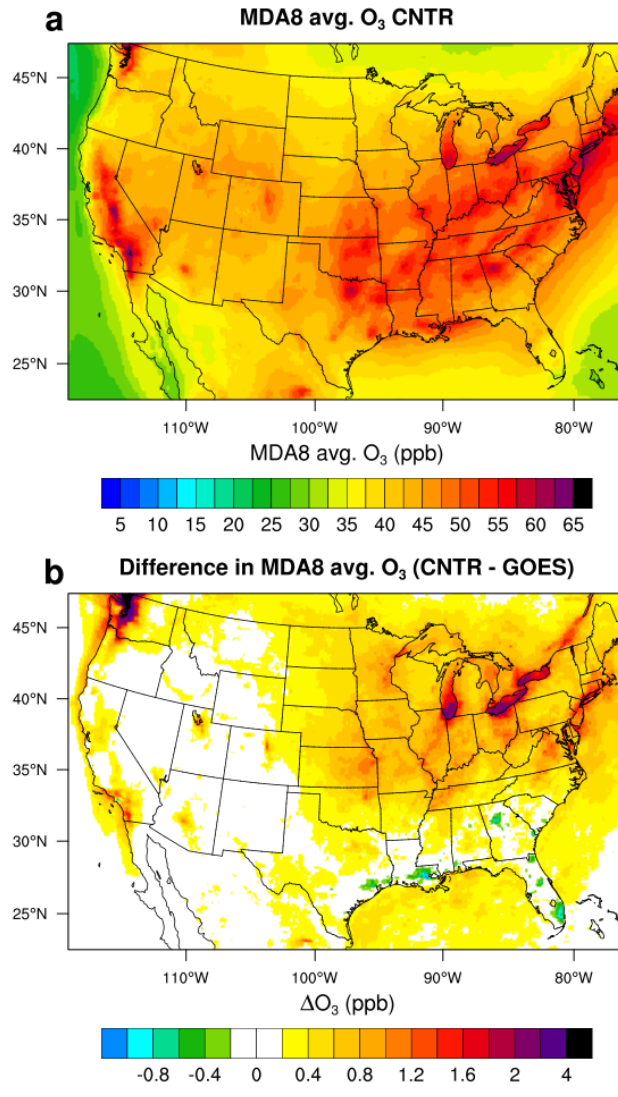 a MDA8 avg. O₃ CNTR
45°N
40°N
35°N
30°N
25°N
110°W 100°W 90°W 80°W
MDA8 avg. O₃ (ppb)
5 10 15 20 25 30 35 40 45 50 55 60 65
b Difference in MDA8 avg. O₃ (CNTR - GOES)
45°N
40°N
35°N
30°N
25°N
110°W 100°W 90°W 80°W
ΔO₃ (ppb)
-0.8 -0.4 0 0.4 0.8 1.2 1.6 2 4